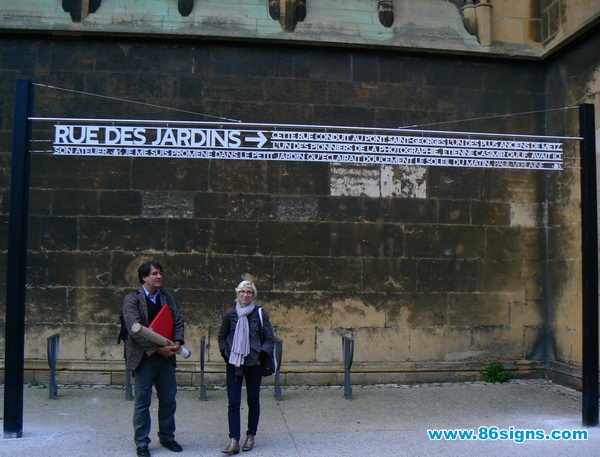 RUE DES JARDINS → CETTE RUE CONDUIT AU PONT SAINT-GEORGES L'UN DES PLUS ANCIENS DE METZ
L'UN DES PIONNIERS DE LA PHOTOGRAPHIE, ETIENNE CASIMIR OULIF, AVAIT ICI
SON ATELIER. & JE ME SUIS PROMENÉ DANS LE PETIT JARDIN QU'ÉCLAIRAIT DOUCEMENT LE SOLEIL DU MATIN, PAUL VERLAINE
www.86signs.com